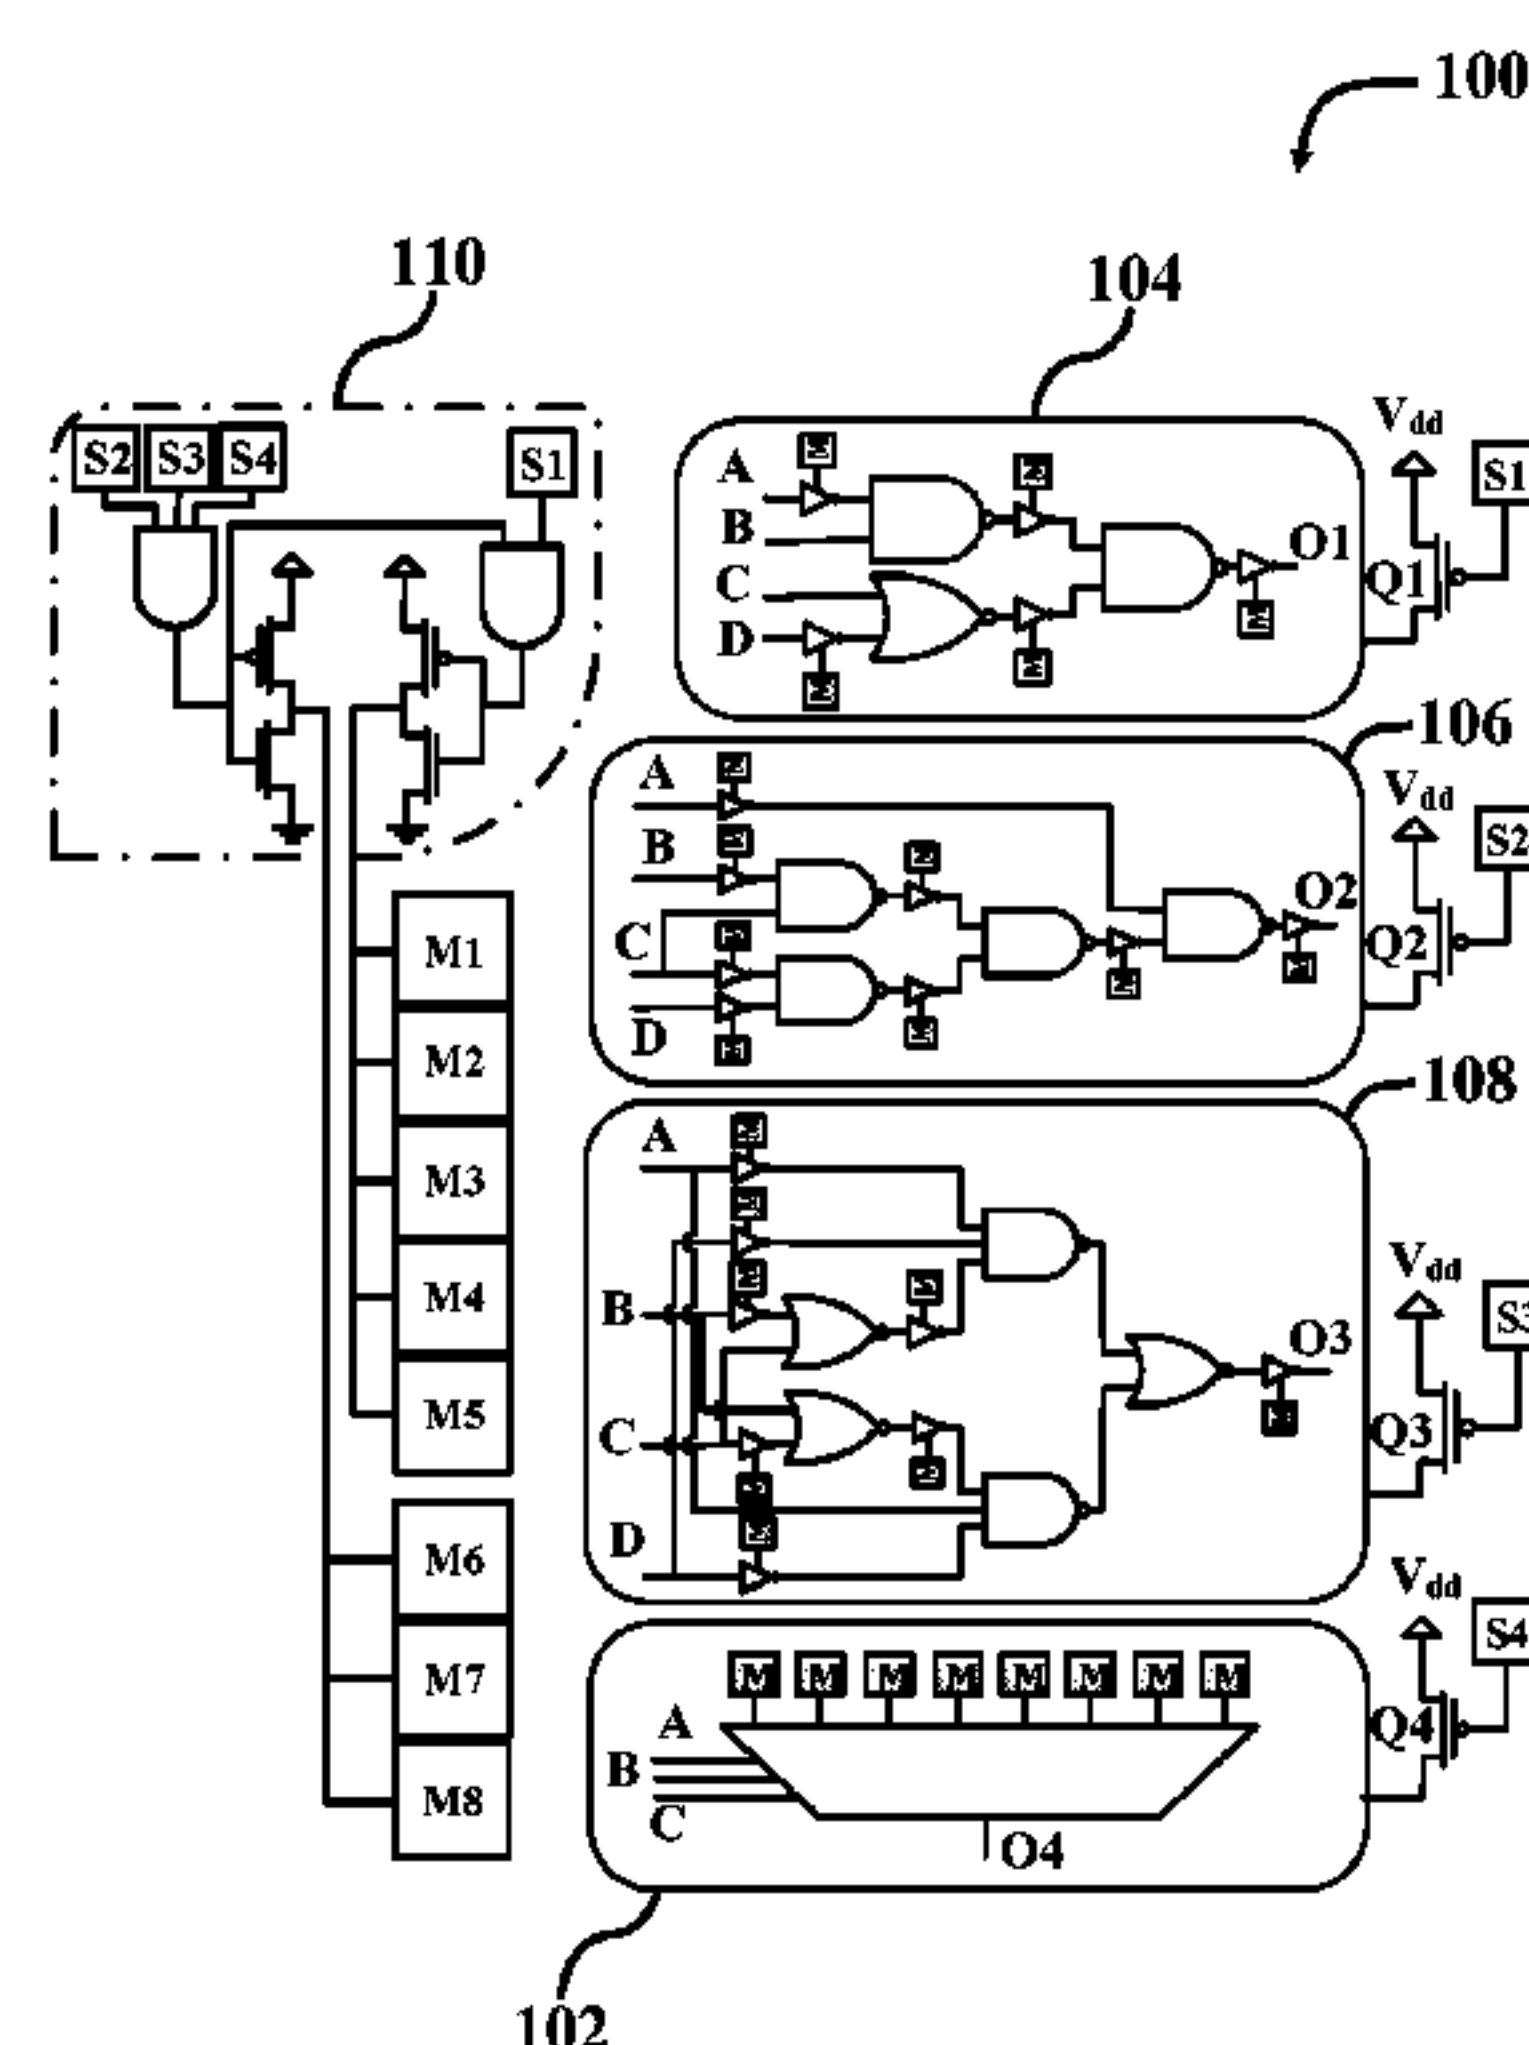 100
110
104
S2 S3 S4 S1
A M M
B O1
C
D M M M
Vdd
S1
Q1
106
A M
B M M
C M O2
D M M M M
Vdd
S2
Q2
108
A M
M
B M M
O3
C M M
M
D M
Vdd
S3
Q3
M1
M2
M3
M4
M5
M6
M7
M8
M M M M M M M M
A
B
C
O4
Vdd
S4
Q4
102